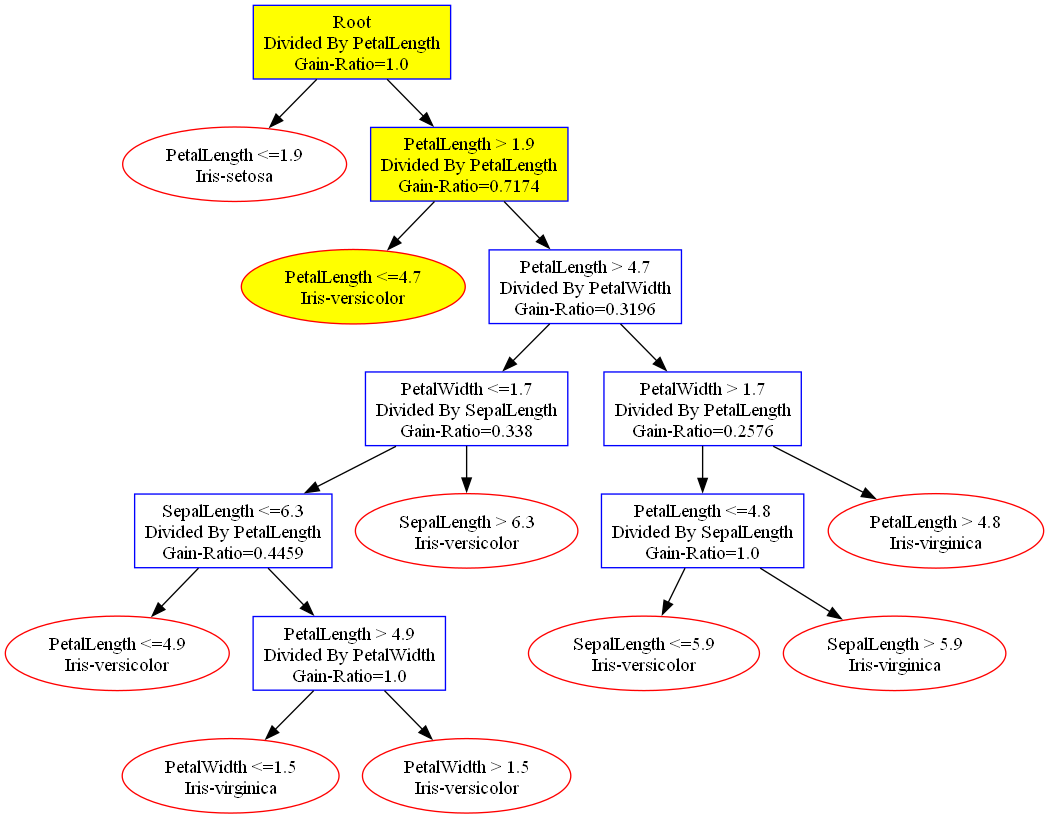 Root
Divided By PetalLength
Gain-Ratio=1.0
PetalLength <=1.9
Iris-setosa
PetalLength > 1.9
Divided By PetalLength
Gain-Ratio=0.7174
PetalLength <=4.7
Iris-versicolor
PetalLength > 4.7
Divided By PetalWidth
Gain-Ratio=0.3196
PetalWidth <=1.7
Divided By SepalLength
Gain-Ratio=0.338
PetalWidth > 1.7
Divided By PetalLength
Gain-Ratio=0.2576
SepalLength <=6.3
Divided By PetalLength
Gain-Ratio=0.4459
SepalLength > 6.3
Iris-versicolor
PetalLength <=4.8
Divided By SepalLength
Gain-Ratio=1.0
PetalLength > 4.8
Iris-virginica
PetalLength <=4.9
Iris-versicolor
PetalLength > 4.9
Divided By PetalWidth
Gain-Ratio=1.0
SepalLength <=5.9
Iris-versicolor
SepalLength > 5.9
Iris-virginica
PetalWidth <=1.5
Iris-virginica
PetalWidth > 1.5
Iris-versicolor